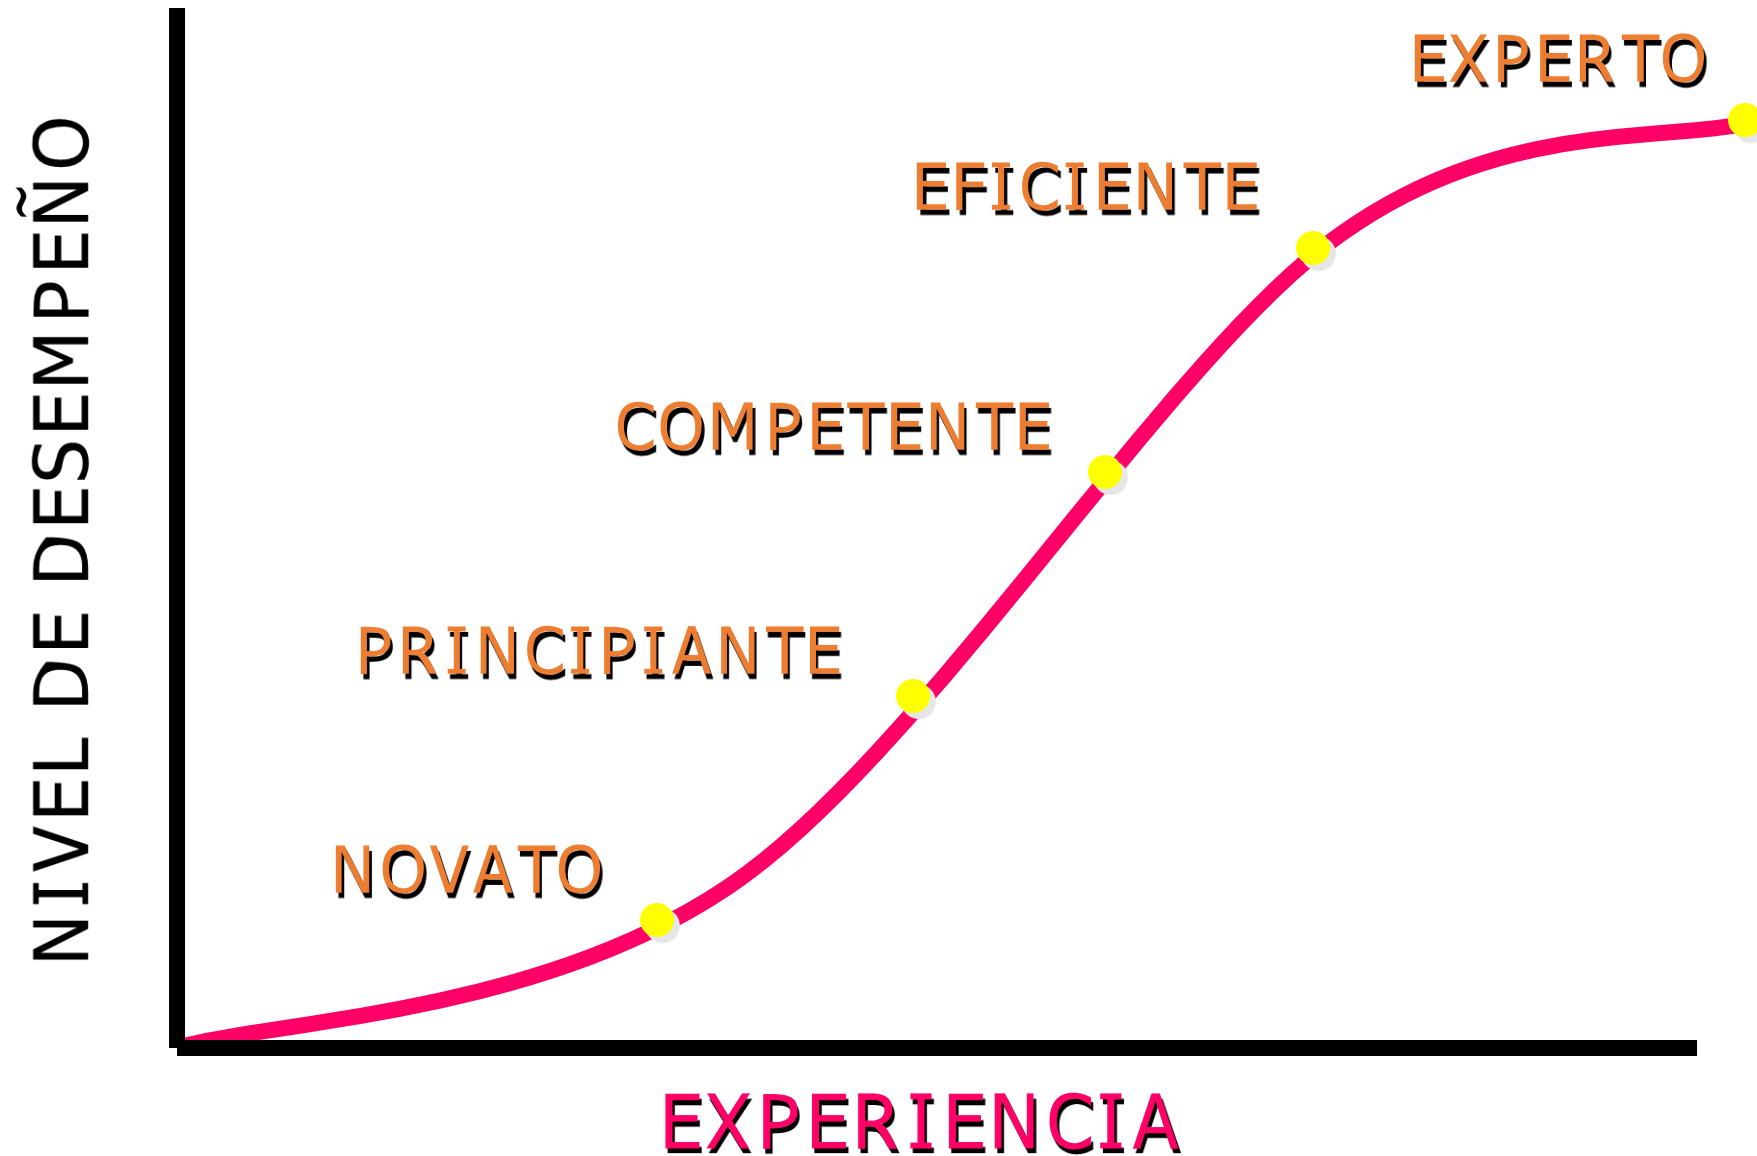 NIVEL DE DESEMPEÑO
EXPERTO
EFICIENTE
COMPETENTE
PRINCIPIANTE
NOVATO
EXPERIENCIA